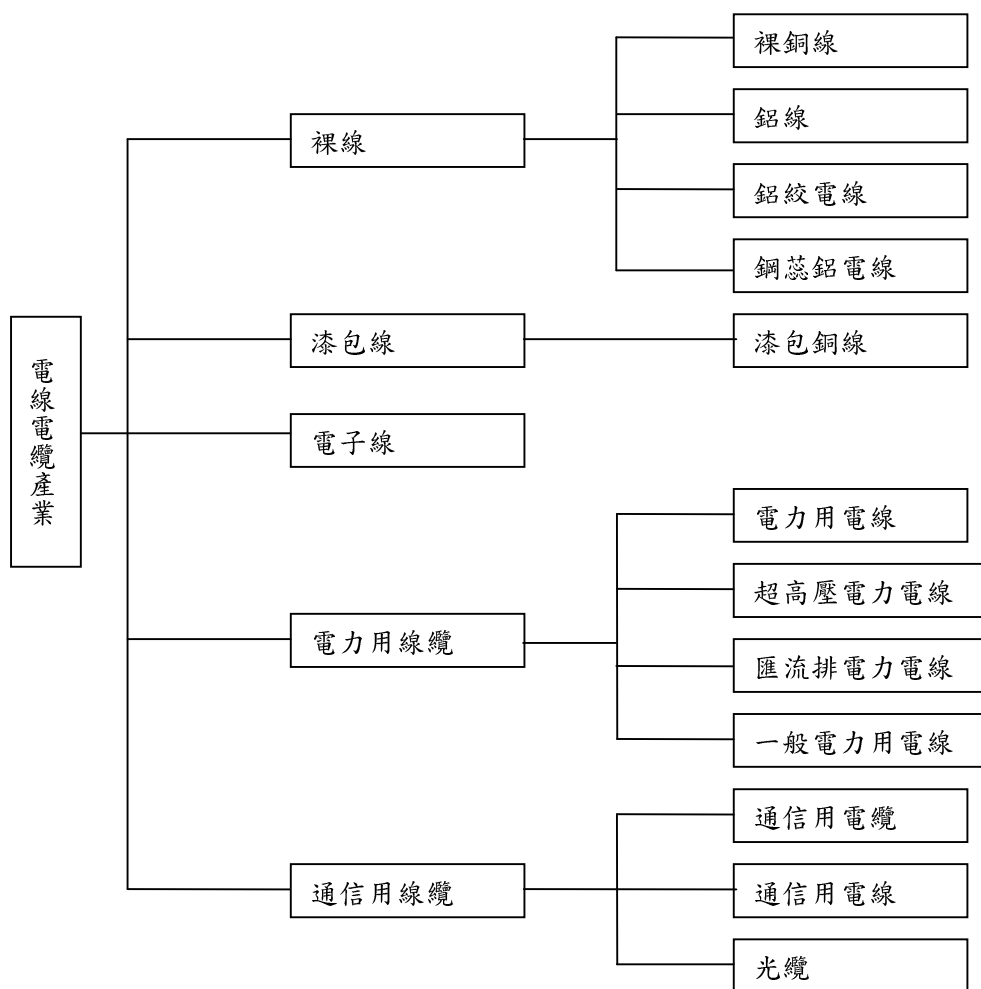 電線電纜產業
裸線
裸銅線
鋁線
鋁絞電線
鋼蕊鋁電線
漆包線
漆包銅線
電子線
電力用線纜
電力用電線
超高壓電力電線
匯流排電力電線
一般電力用電線
通信用線纜
通信用電纜
通信用電線
光纜